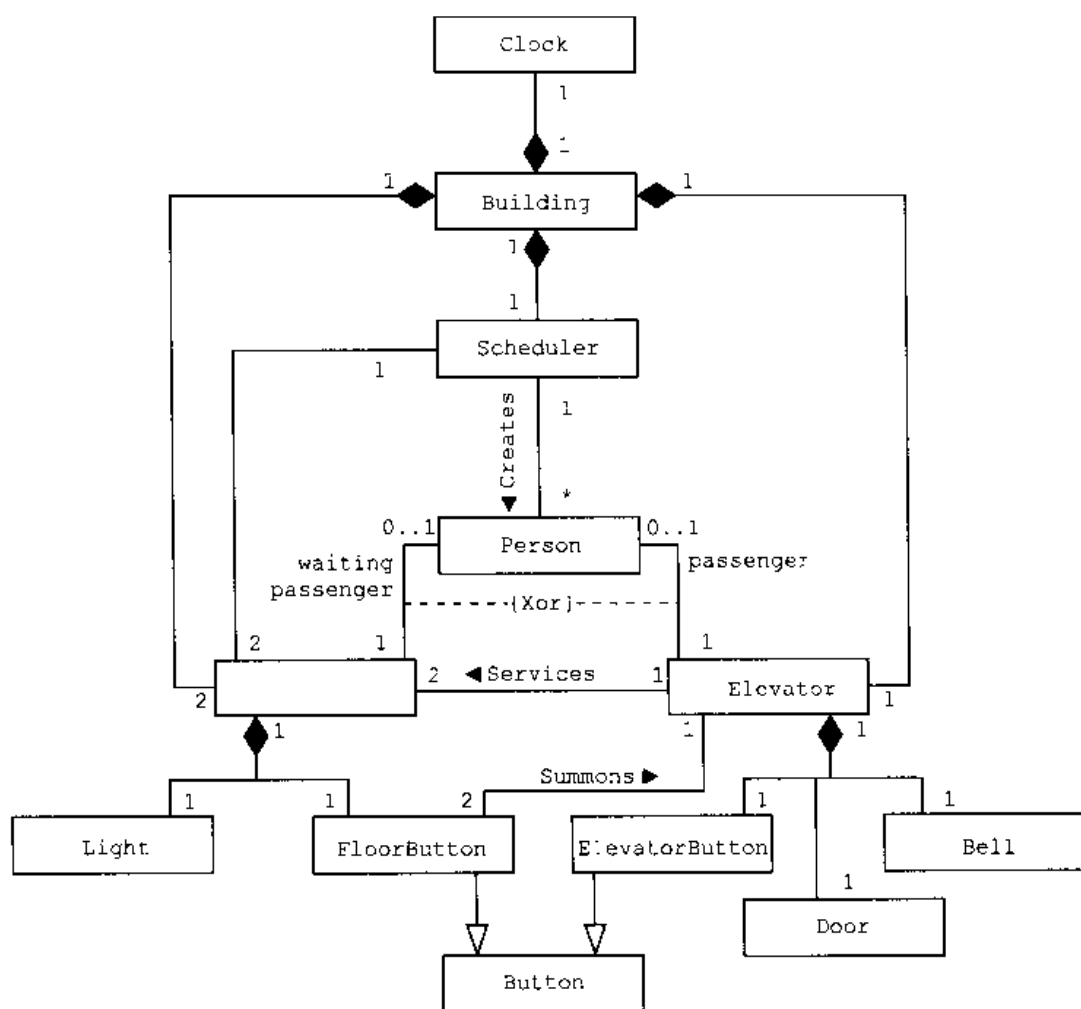 Clock
1
1
1
1
Building
1
1
Scheduler
1
1
Creates
*
0..1
0..1
Person
waiting
passenger
passenger
{Xor}
2
1
1
2
Services
1
2
Elevator
1
1
1
1
Summons
1
1
2
1
1
Light
FloorButton
ElevatorButton
Bell
1
Door
Button